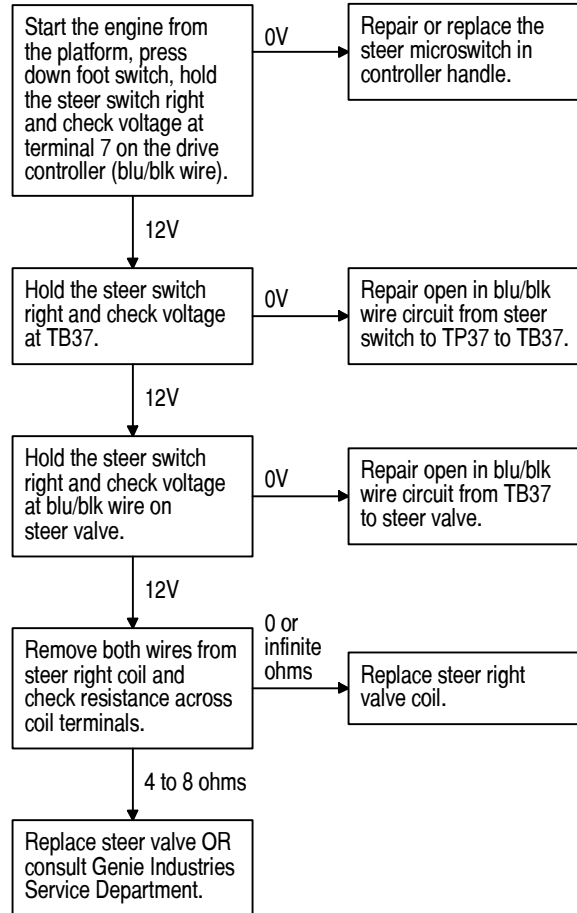 Start the engine from
the platform, press
down foot switch, hold
the steer switch right
and check voltage at
terminal 7 on the drive
controller (blu/blk wire).
0V
Repair or replace the
steer microswitch in
controller handle.
12V
Hold the steer switch
right and check voltage
at TB37.
0V
Repair open in blu/blk
wire circuit from steer
switch to TP37 to TB37.
12V
Hold the steer switch
right and check voltage
at blu/blk wire on
steer valve.
0V
Repair open in blu/blk
wire circuit from TB37
to steer valve.
12V
Remove both wires from
steer right coil and
check resistance across
coil terminals.
0 or
infinite
ohms
Replace steer right
valve coil.
4 to 8 ohms
Replace steer valve OR
consult Genie Industries
Service Department.